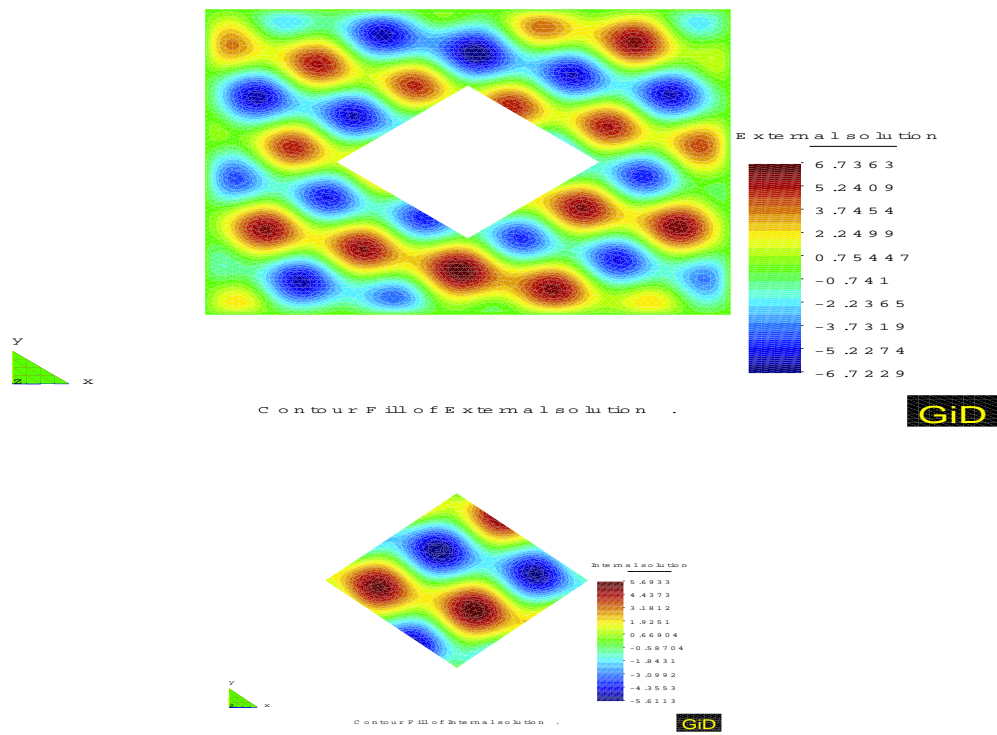 External solution
6.7363
5.2409
3.7454
2.2499
0.75447
-0.741
-2.2365
-3.7319
-5.2274
-6.7229
y
z x
Contour Fill of External solution .
GiD
Internal solution
5.6933
4.4373
3.1812
1.9251
0.66904
-0.58704
-1.8431
-3.0992
-4.3553
-5.6113
y
z x
Contour Fill of Internal solution .
GiD